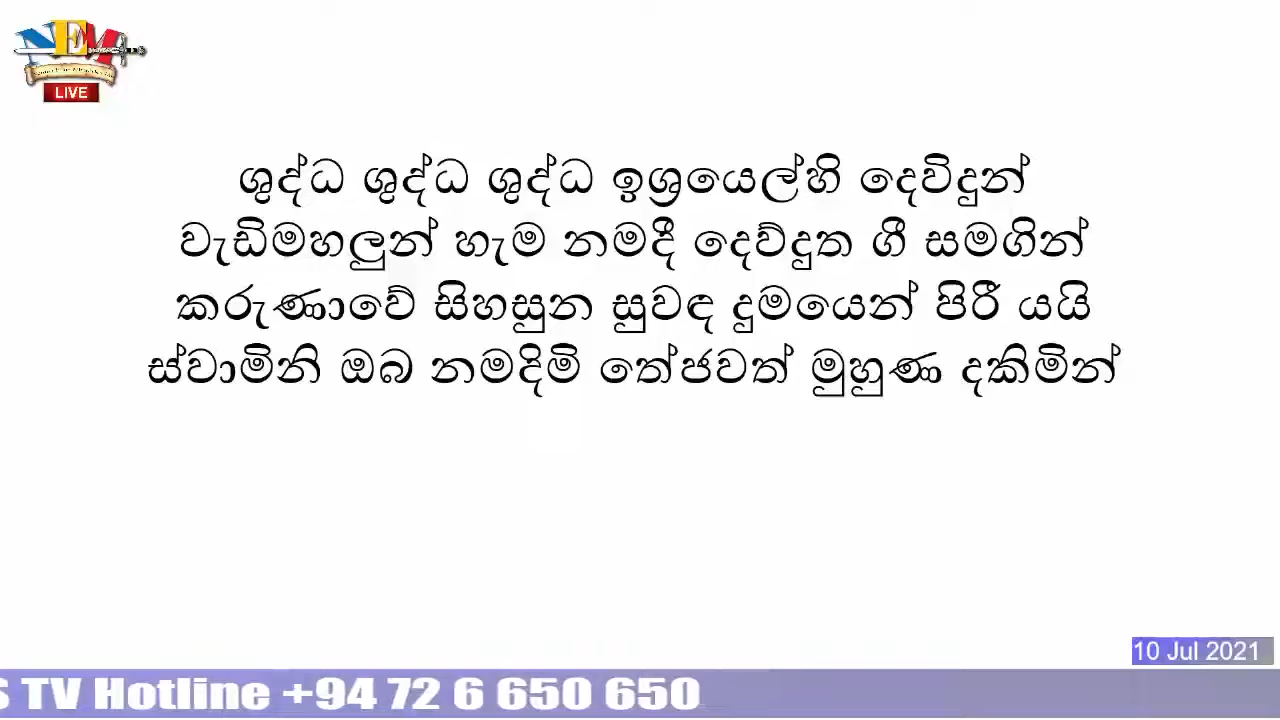 NEM
LIVE
ශුද්ධ ශුද්ධ ශුද්ධ ඉශ්‍රයෙල්හි දෙවිදුන්
වැඩිමහලුන් හැම නමදී දෙව්දුත ගී සමගින්
කරුණාවේ සිහසුන සුවඳ දුමයෙන් පිරී යයි
ස්වාමිනි ඔබ නමදිමි තේජවත් මුහුණ දකිමින්
10 Jul 2021
S TV Hotline +94 72 6 650 650